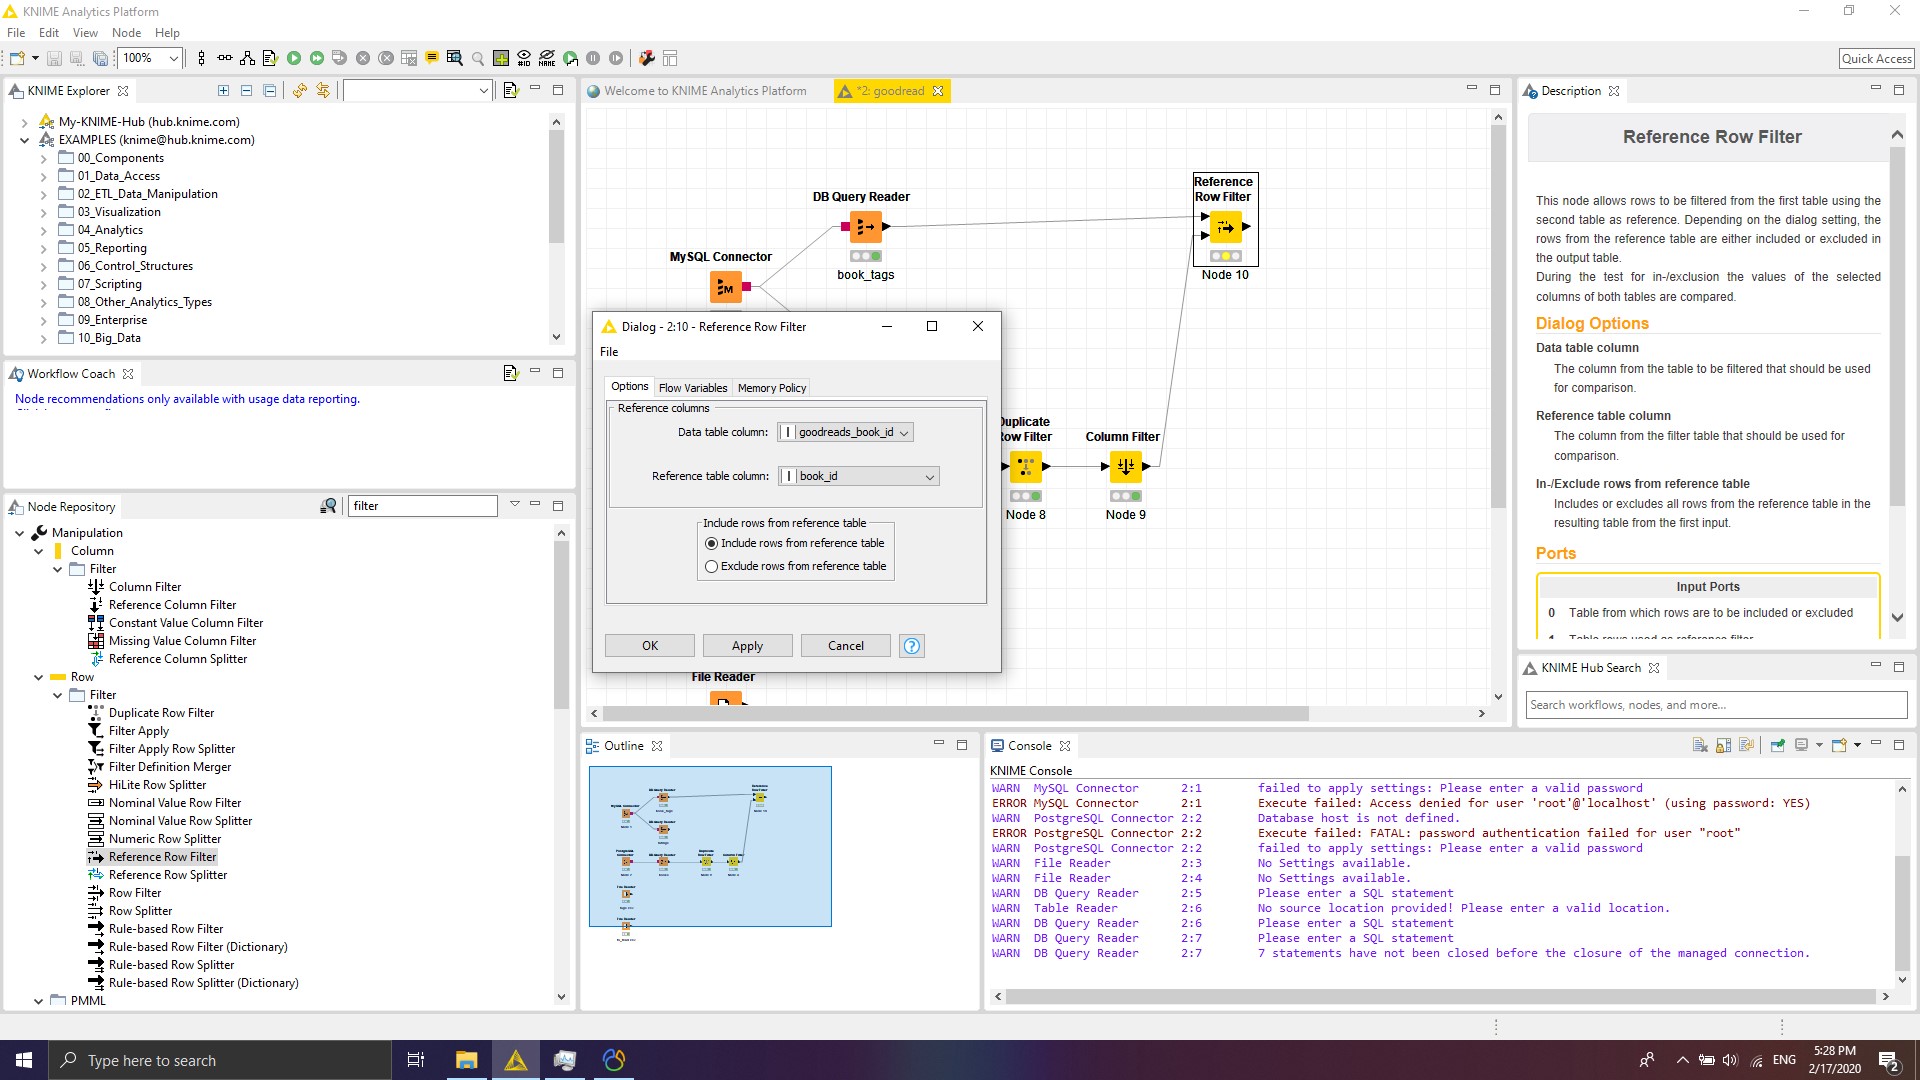 KNIME Analytics Platform
File Edit View Node Help
100%
Quick Access
KNIME Explorer
My-KNIME-Hub (hub.knime.com)
EXAMPLES (knime@hub.knime.com)
00_Components
01_Data_Access
02_ETL_Data_Manipulation
03_Visualization
04_Analytics
05_Reporting
06_Control_Structures
07_Scripting
08_Other_Analytics_Types
09_Enterprise
10_Big_Data
Workflow Coach
Node recommendations only available with usage data reporting.
Node Repository
filter
Manipulation
Column
Filter
Column Filter
Reference Column Filter
Constant Value Column Filter
Missing Value Column Filter
Reference Column Splitter
Row
Filter
Duplicate Row Filter
Filter Apply
Filter Apply Row Splitter
Filter Definition Merger
HiLite Row Splitter
Nominal Value Row Filter
Nominal Value Row Splitter
Numeric Row Splitter
Reference Row Filter
Reference Row Splitter
Row Filter
Row Splitter
Rule-based Row Filter
Rule-based Row Filter (Dictionary)
Rule-based Row Splitter
Rule-based Row Splitter (Dictionary)
PMML
Welcome to KNIME Analytics Platform
*2: goodread
DB Query Reader
book_tags
MySQL Connector
M
Reference
Row Filter
Node 10
Duplicate
Row Filter
Node 8
Column Filter
Node 9
File Reader
Dialog - 2:10 - Reference Row Filter
File
Options Flow Variables Memory Policy
Reference columns
Data table column: I goodreads_book_id
Reference table column: I book_id
Include rows from reference table
Include rows from reference table
Exclude rows from reference table
OK Apply Cancel ?
Description
Reference Row Filter
This node allows rows to be filtered from the first table using the
second table as reference. Depending on the dialog setting, the
rows from the reference table are either included or excluded in
the output table.
During the test for in-/exclusion the values of the selected
columns of both tables are compared.
Dialog Options
Data table column
The column from the table to be filtered that should be used
for comparison.
Reference table column
The column from the filter table that should be used for
comparison.
In-/Exclude rows from reference table
Includes or excludes all rows from the reference table in the
resulting table from the first input.
Ports
Input Ports
0 Table from which rows are to be included or excluded
1 Table rows used as reference filter
KNIME Hub Search
Search workflows, nodes, and more...
Outline
Console
KNIME Console
WARN MySQL Connector 2:1 failed to apply settings: Please enter a valid password
ERROR MySQL Connector 2:1 Execute failed: Access denied for user 'root'@'localhost' (using password: YES)
WARN PostgreSQL Connector 2:2 Database host is not defined.
ERROR PostgreSQL Connector 2:2 Execute failed: FATAL: password authentication failed for user "root"
WARN PostgreSQL Connector 2:2 failed to apply settings: Please enter a valid password
WARN File Reader 2:3 No Settings available.
WARN File Reader 2:4 No Settings available.
WARN DB Query Reader 2:5 Please enter a SQL statement
WARN Table Reader 2:6 No source location provided! Please enter a valid location.
WARN DB Query Reader 2:6 Please enter a SQL statement
WARN DB Query Reader 2:7 Please enter a SQL statement
WARN DB Query Reader 2:7 7 statements have not been closed before the closure of the managed connection.
Type here to search
ENG
5:28 PM
2/17/2020
2